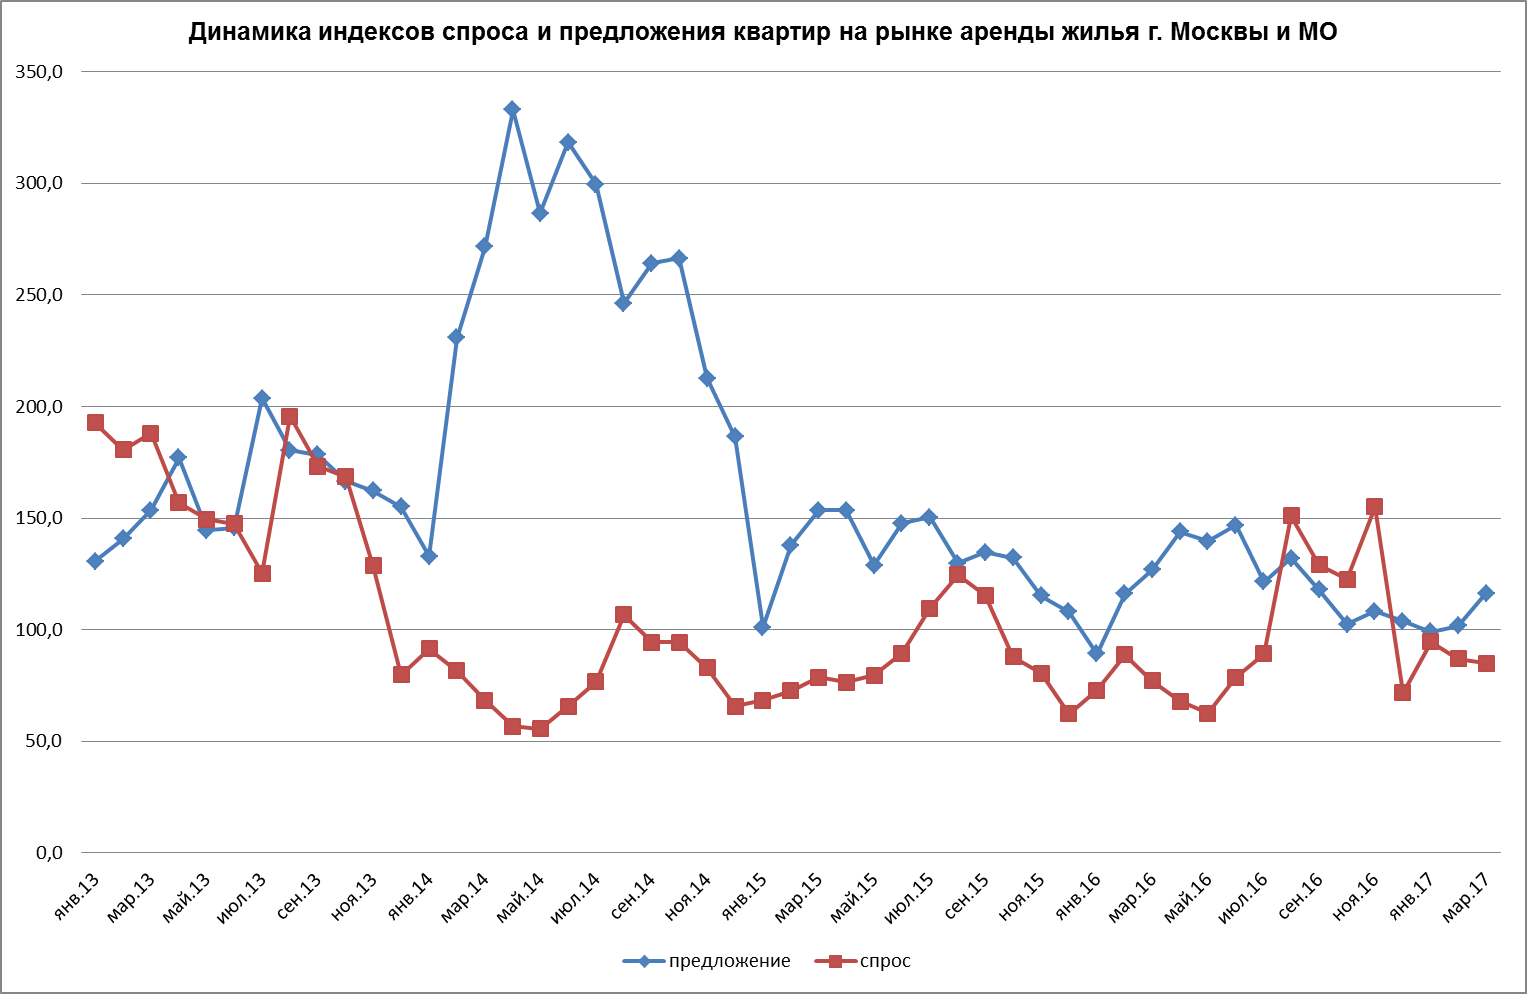 Динамика индексов спроса и предложения квартир на рынке аренды жилья г. Москвы и МО
350,0
300,0
250,0
200,0
150,0
100,0
50,0
0,0
янв.13
мар.13
май.13
июл.13
сен.13
ноя.13
янв.14
мар.14
май.14
июл.14
сен.14
ноя.14
янв.15
мар.15
май.15
июл.15
сен.15
ноя.15
янв.16
мар.16
май.16
июл.16
сен.16
ноя.16
янв.17
мар.17
предложение
спрос